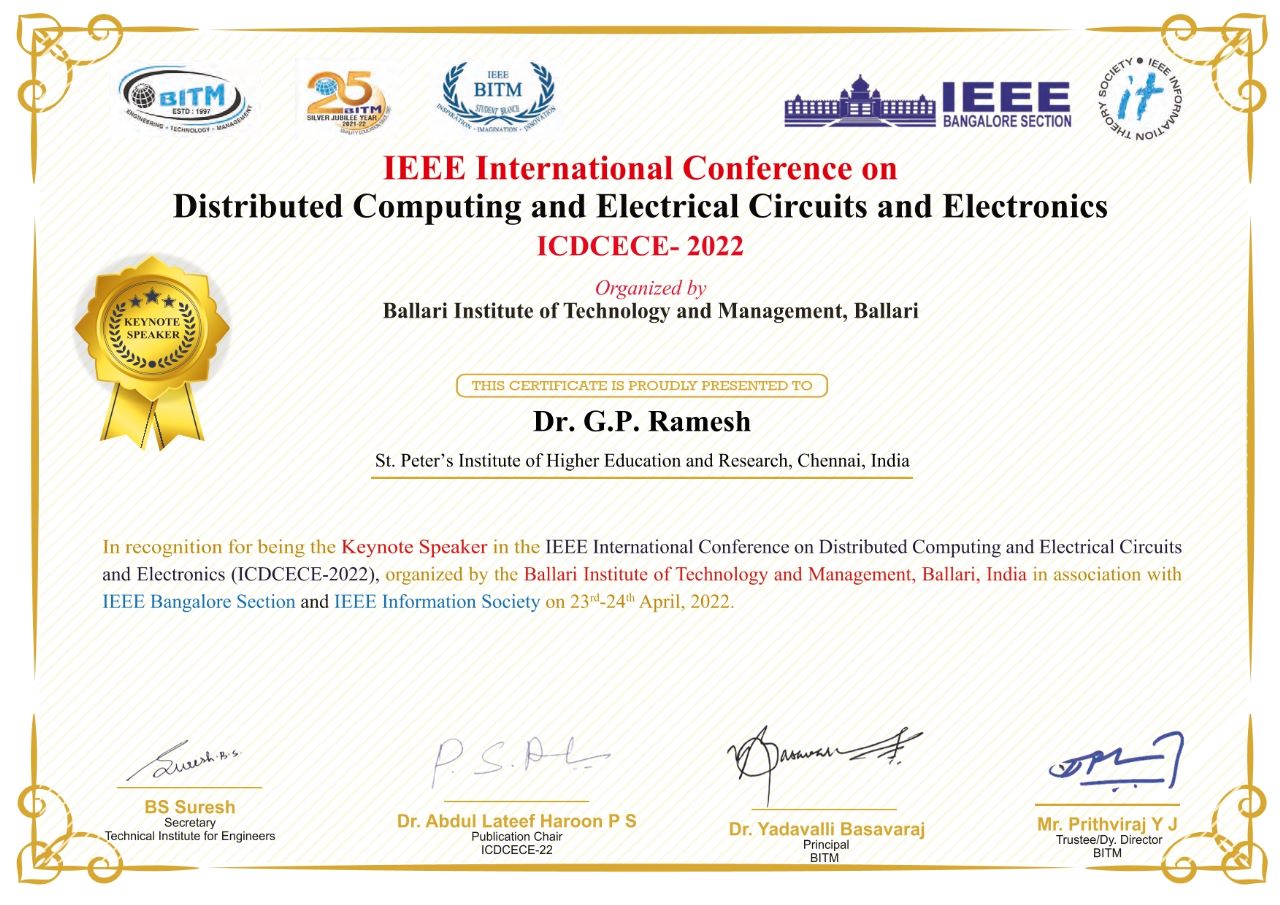 BITM
ESTD : 1997
ENGINEERING • TECHNOLOGY • MANAGEMENT
25
BITM
SILVER JUBILEE YEAR
2021-22
IEEE
BITM
STUDENT BRANCH
INSPIRATION - IMAGINATION - INNOVATION
IEEE
BANGALORE SECTION
IEEE INFORMATION THEORY SOCIETY
it
IEEE International Conference on
Distributed Computing and Electrical Circuits and Electronics
ICDCECE- 2022
Organized by
Ballari Institute of Technology and Management, Ballari
KEYNOTE
SPEAKER
THIS CERTIFICATE IS PROUDLY PRESENTED TO
Dr. G.P. Ramesh
St. Peter's Institute of Higher Education and Research, Chennai, India
In recognition for being the Keynote Speaker in the IEEE International Conference on Distributed Computing and Electrical Circuits
and Electronics (ICDCECE-2022), organized by the Ballari Institute of Technology and Management, Ballari, India in association with
IEEE Bangalore Section and IEEE Information Society on 23rd-24th April, 2022.
Suresh.B.S.
BS Suresh
Secretary
Technical Institute for Engineers
Dr. Abdul Lateef Haroon P S
Publication Chair
ICDCECE-22
Dr. Yadavalli Basavaraj
Principal
BITM
Mr. Prithviraj Y J
Trustee/Dy. Director
BITM